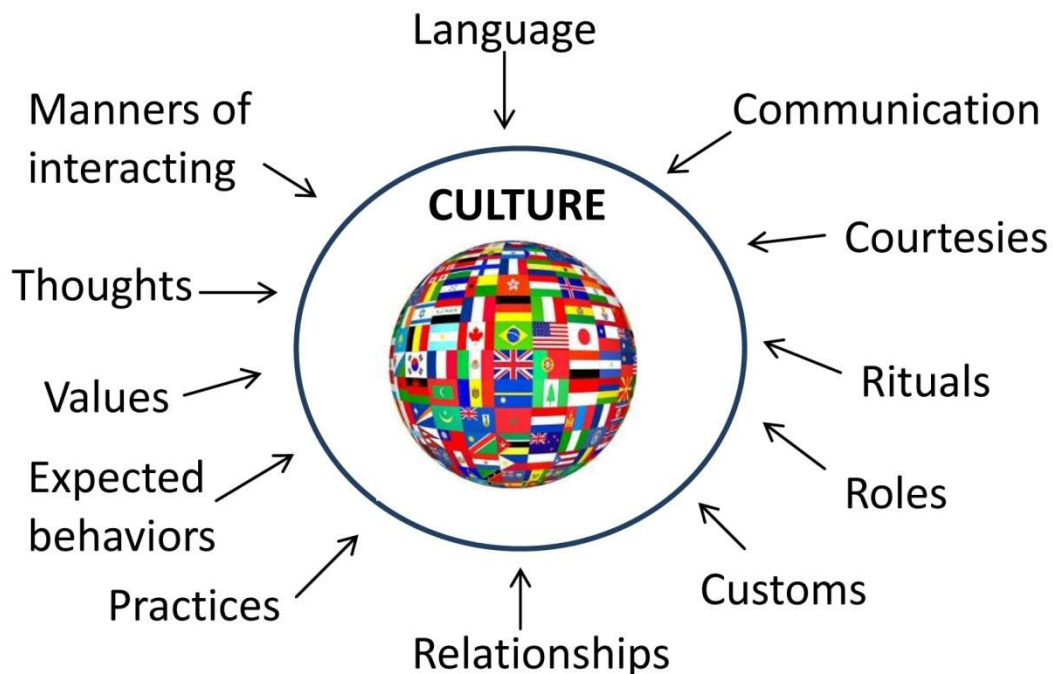 Language
Manners of
interacting
Communication
CULTURE
Courtesies
Thoughts
Values
Rituals
Expected
behaviors
Roles
Practices
Customs
Relationships